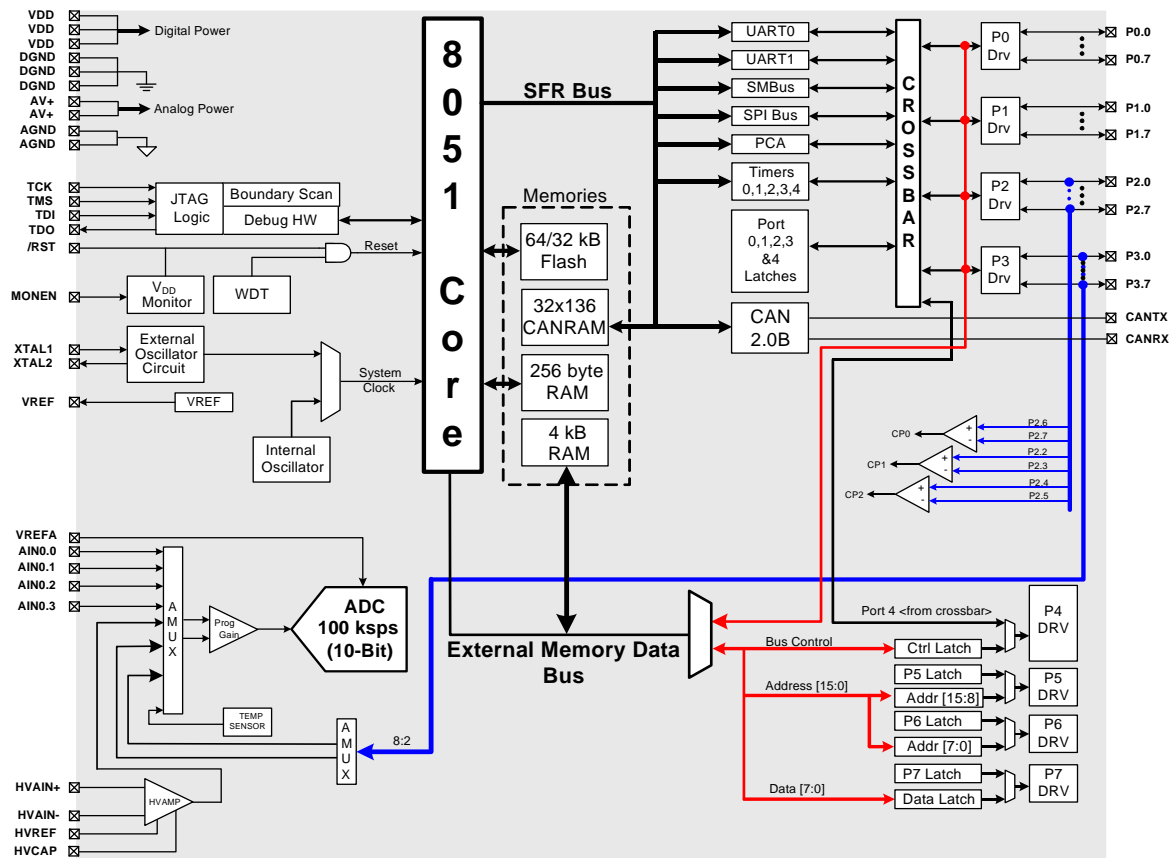 VDD
VDD
VDD
Digital Power
DGND
DGND
DGND
AV+
AV+
Analog Power
AGND
AGND
TCK
TMS
TDI
TDO
/RST
MONEN
XTAL1
XTAL2
VREF
JTAG
Logic
Boundary Scan
Debug HW
Reset
VDD
Monitor
WDT
External
Oscillator
Circuit
VREF
System
Clock
Internal
Oscillator
8
0
5
1
C
o
r
e
SFR Bus
Memories
64/32 kB
Flash
32x136
CANRAM
256 byte
RAM
4 kB
RAM
UART0
UART1
SMBus
SPI Bus
PCA
Timers
0,1,2,3,4
Port
0,1,2,3
&4
Latches
CAN
2.0B
C
R
O
S
S
B
A
R
P0
Drv
P1
Drv
P2
Drv
P3
Drv
P0.0
P0.7
P1.0
P1.7
P2.0
P2.7
P3.0
P3.7
CANTX
CANRX
CP0
+
-
P2.6
P2.7
CP1
+
-
P2.2
P2.3
CP2
+
-
P2.4
P2.5
VREFA
AIN0.0
AIN0.1
AIN0.2
AIN0.3
A
M
U
X
Prog
Gain
ADC
100 ksps
(10-Bit)
TEMP
SENSOR
A
M
U
X
8:2
HVAIN+
HVAIN-
HVREF
HVCAP
HVAMP
External Memory Data
Bus
Port 4 <from crossbar>
Bus Control
Ctrl Latch
P4
DRV
Address [15:0]
P5 Latch
Addr [15:8]
P5
DRV
P6 Latch
Addr [7:0]
P6
DRV
Data [7:0]
P7 Latch
Data Latch
P7
DRV